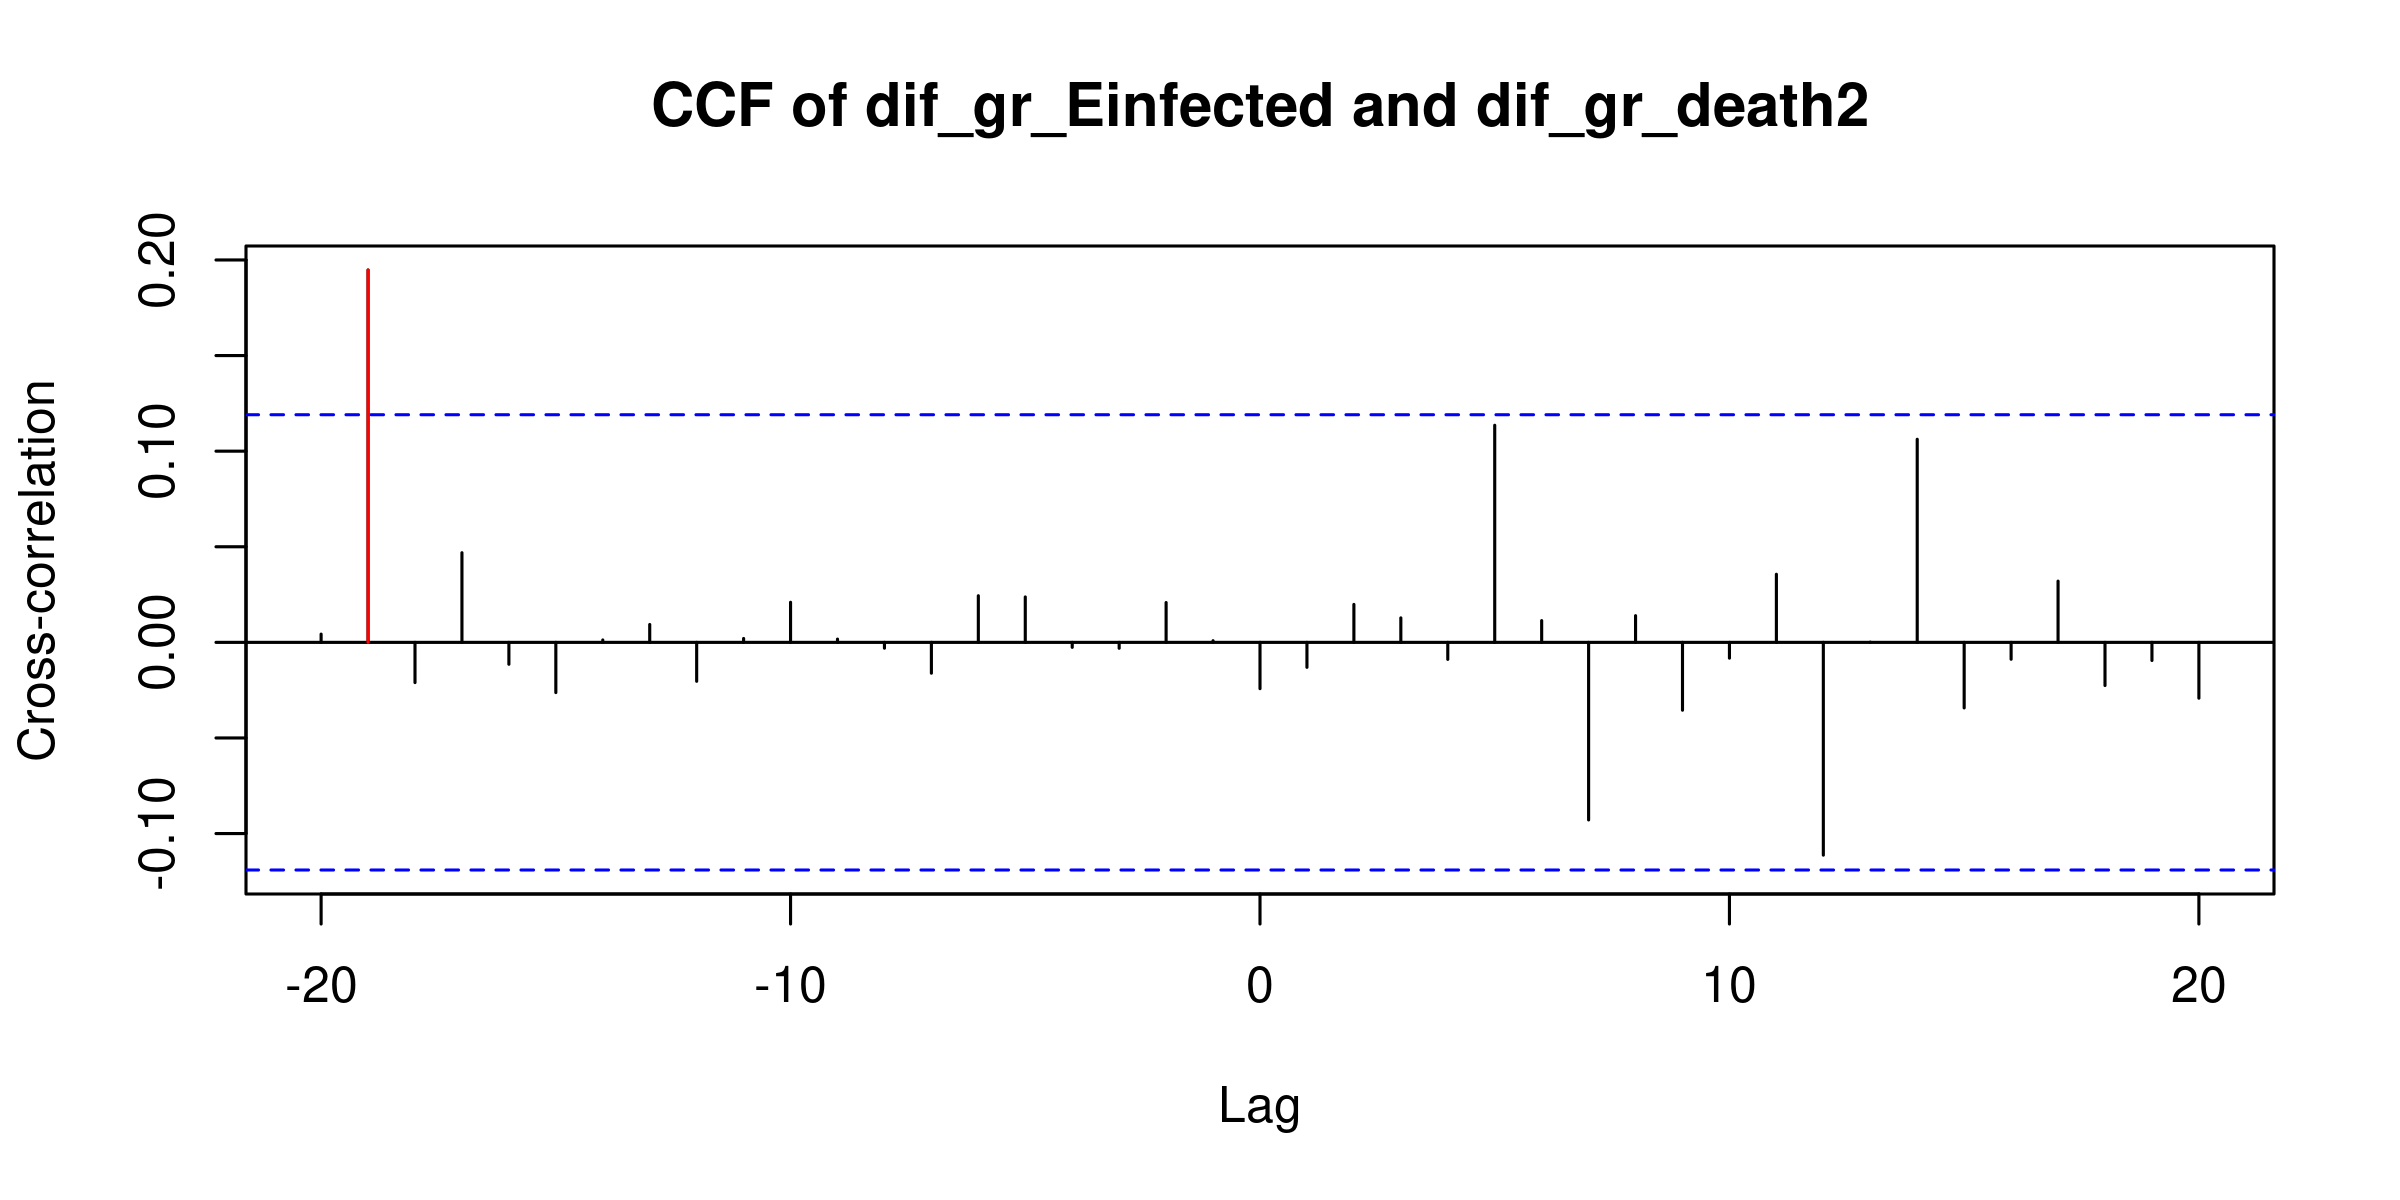 CCF of dif_gr_Einfected and dif_gr_death2
Cross-correlation
0.20
0.10
0.00
-0.10
-20 -10 0 10 20
Lag